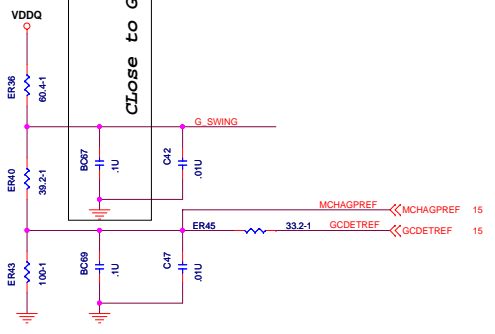 VDDQ
CLose to G
ER36
60.4-1
G_SWING
ER40
39.2-1
BC67
.1U
C42
.01U
MCHAGPREF
MCHAGPREF 15
ER45
33.2-1
GCDETREF
GCDETREF 15
ER43
100-1
BC69
.1U
C47
.01U